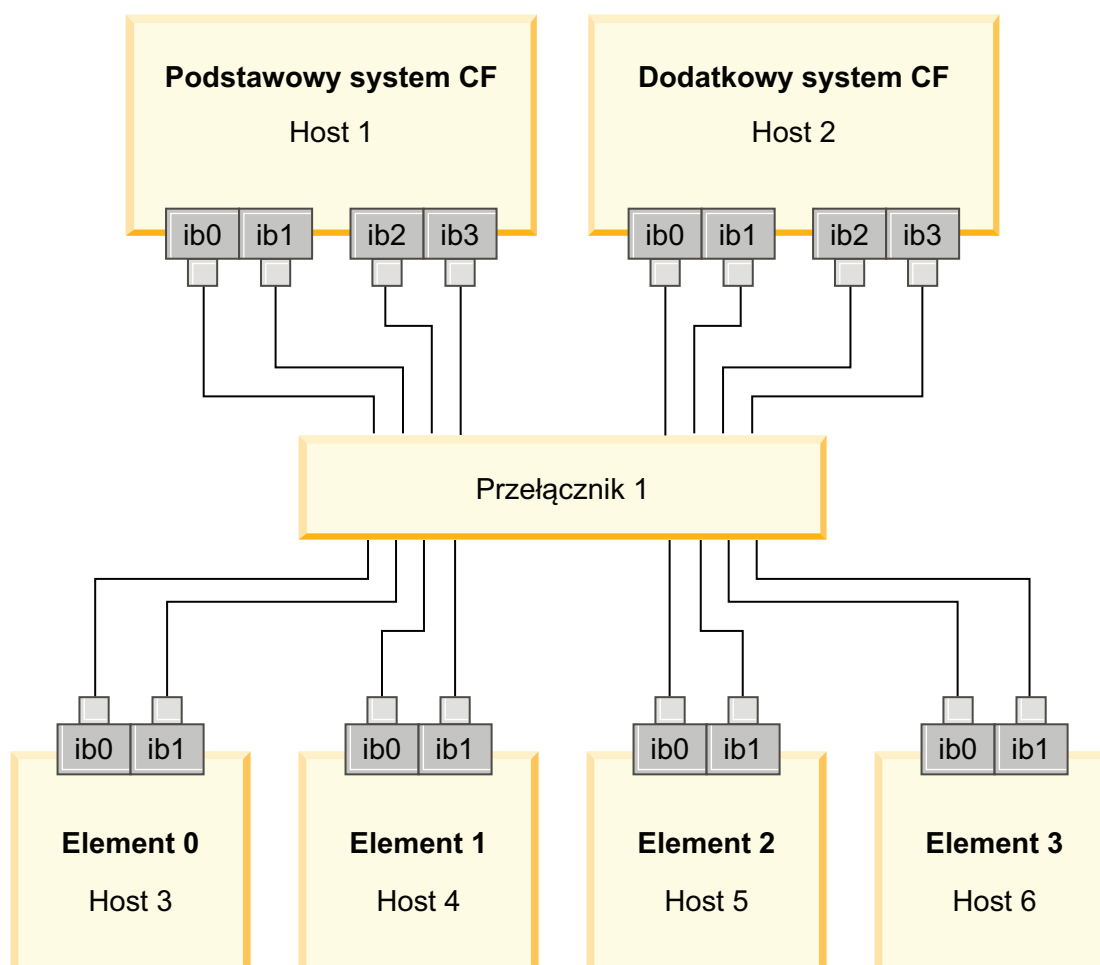 Podstawowy system CF
Host 1
Dodatkowy system CF
Host 2
ib0 ib1 ib2 ib3
ib0 ib1 ib2 ib3
Przełącznik 1
ib0 ib1
ib0 ib1
ib0 ib1
ib0 ib1
Element 0
Host 3
Element 1
Host 4
Element 2
Host 5
Element 3
Host 6